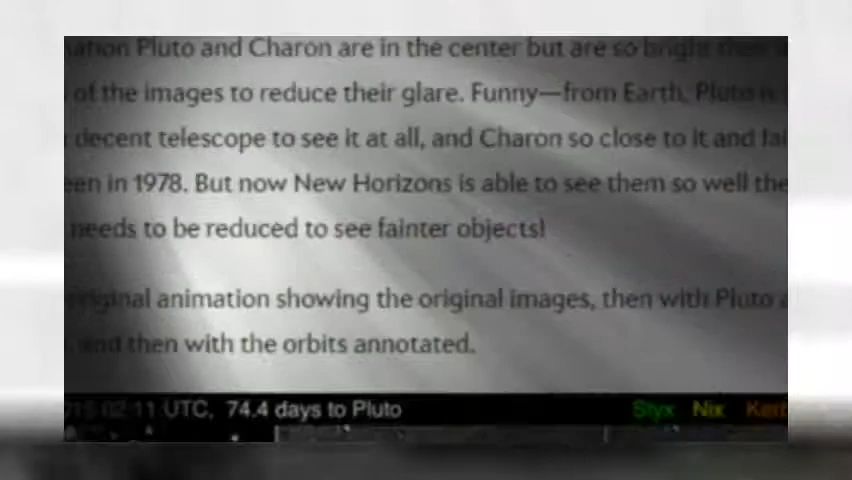 Pluto and Charon are in the center but are so bright
of the images to reduce their glare. Funny—from Earth, Pluto is
decent telescope to see it at all, and Charon so close to it and
in 1978. But now New Horizons is able to see them so well
needs to be reduced to see fainter objects!
original animation showing the original images, then with Pluto
and then with the orbits annotated.
UTC, 74.4 days to Pluto
Styx Nix